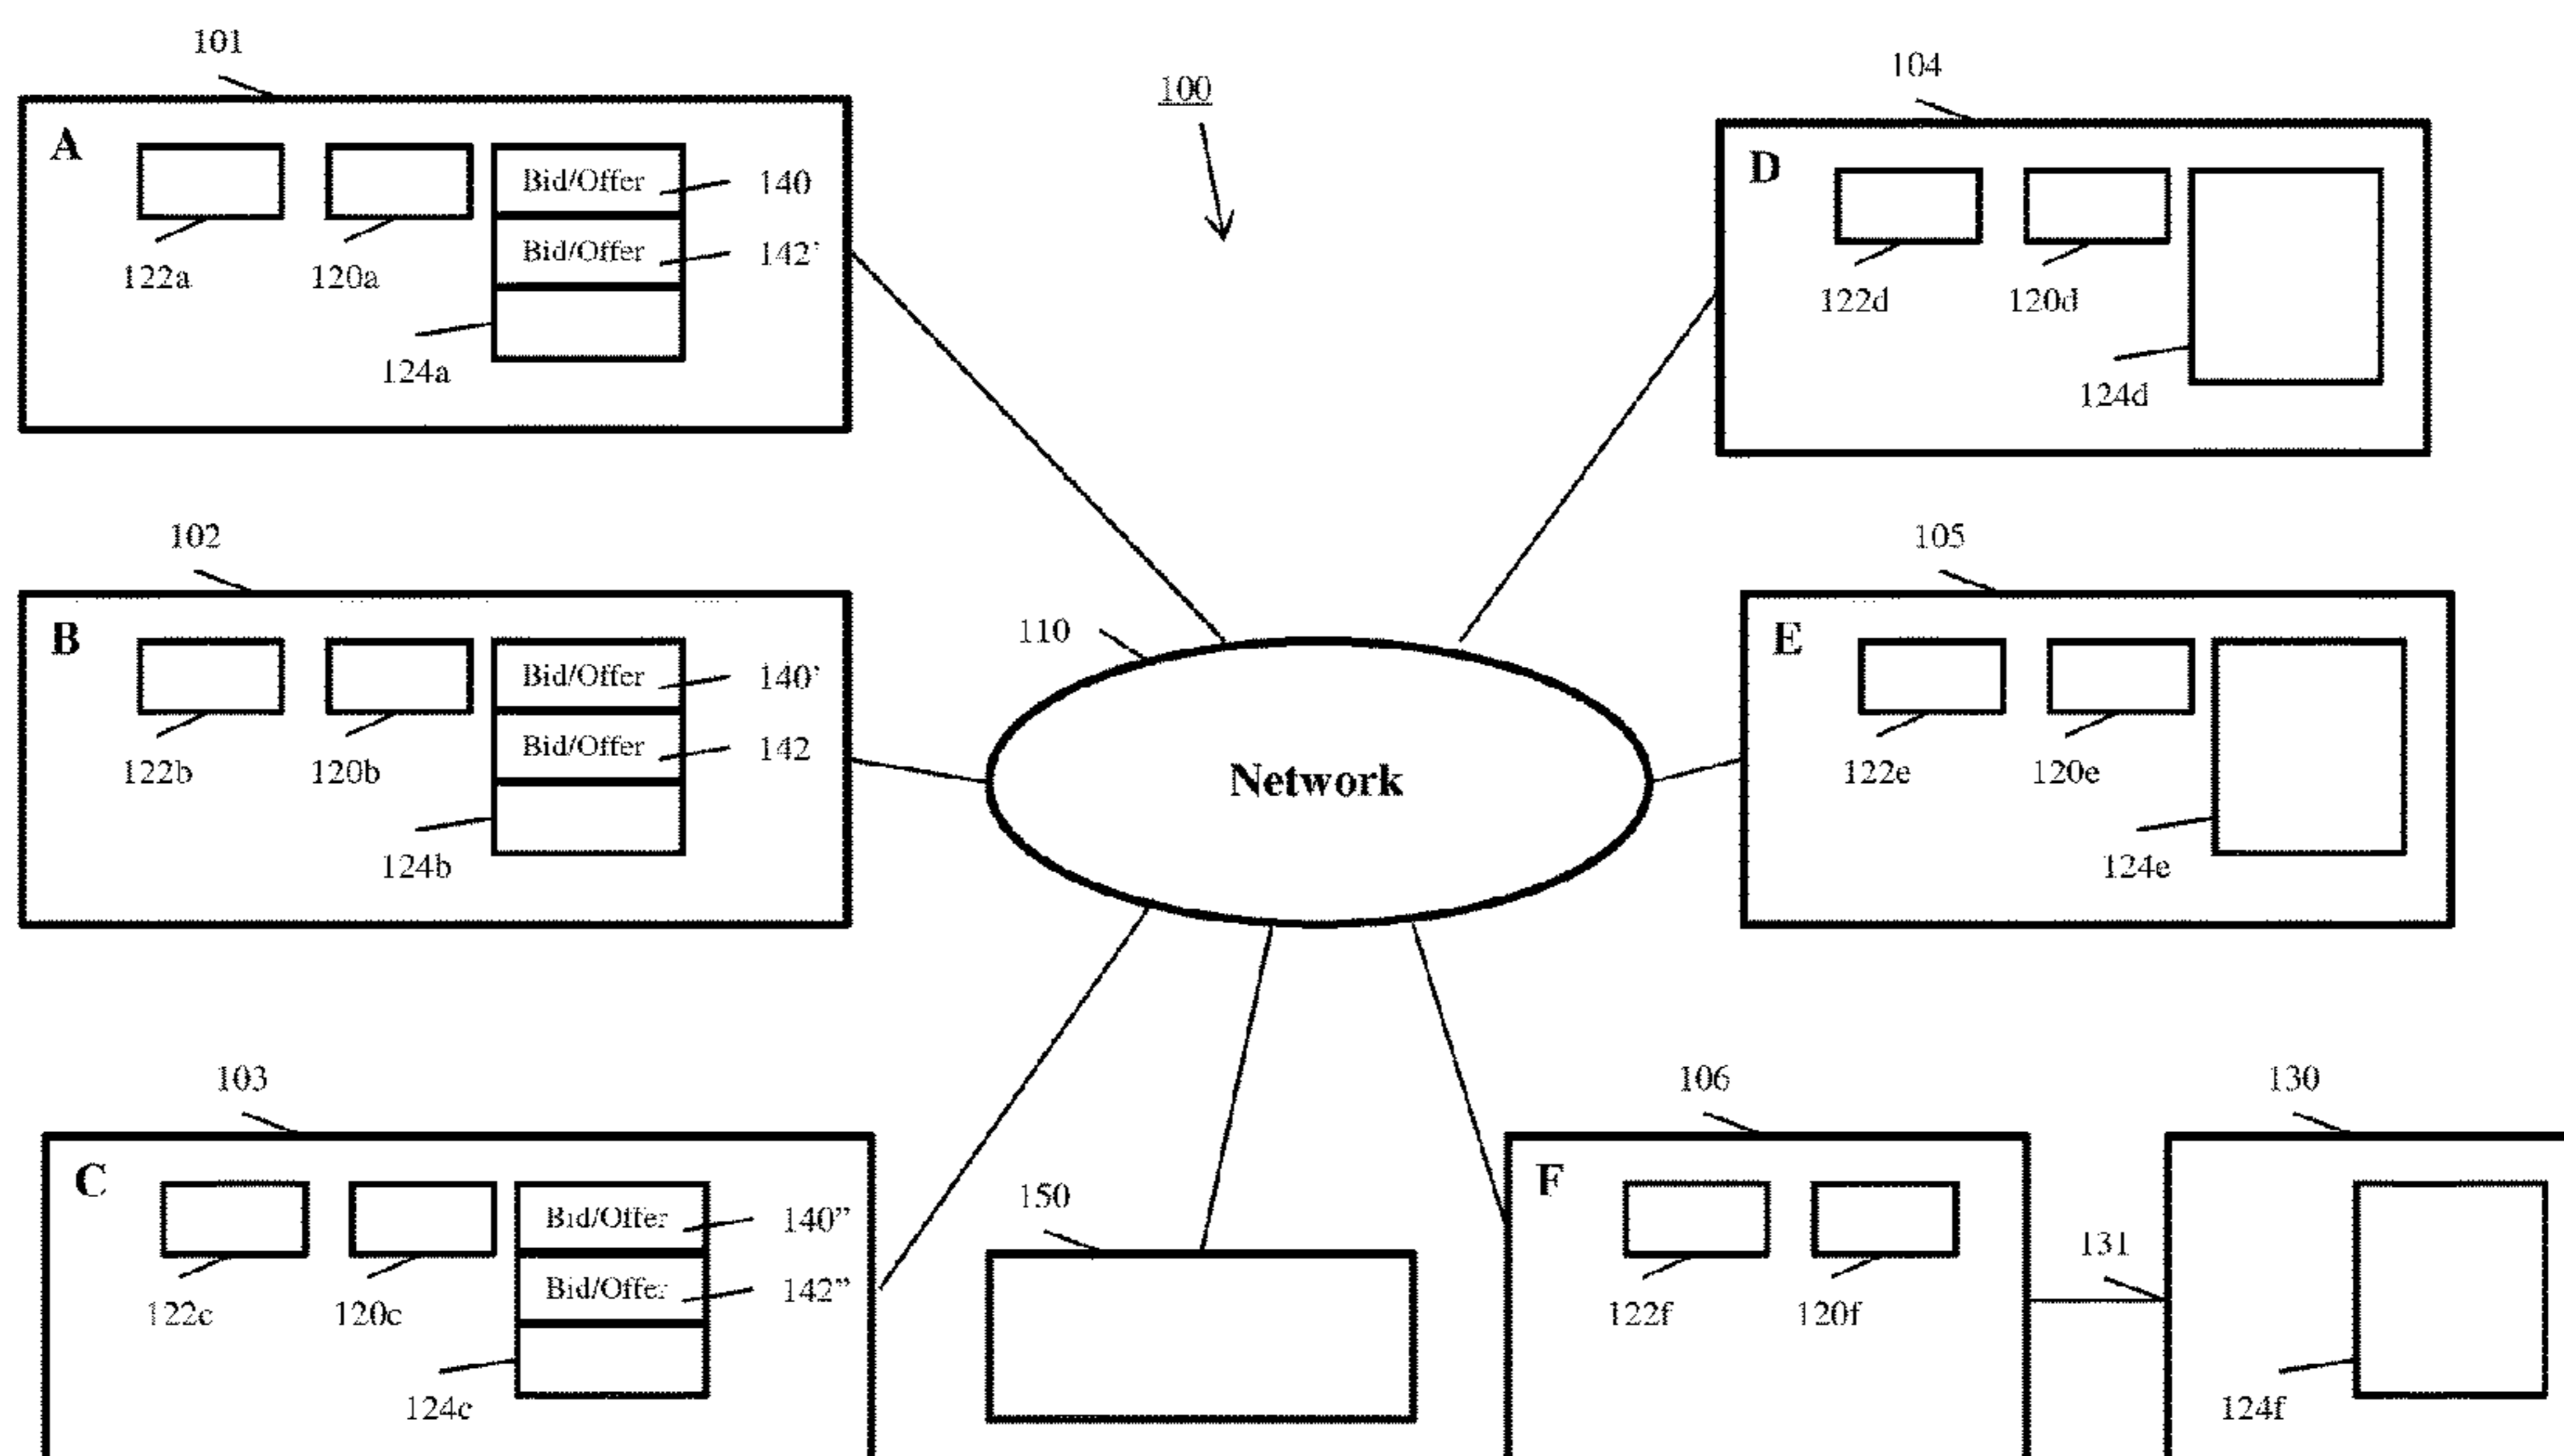 101
100
104
A
Bid/Offer
140
Bid/Offer
142’
122a
120a
124a
D
122d
120d
124d
102
105
B
Bid/Offer
140’
Bid/Offer
142
122b
120b
124b
110
Network
E
122e
120e
124e
103
106
130
C
Bid/Offer
140”
Bid/Offer
142”
122c
120c
124c
150
F
122f
120f
131
124f